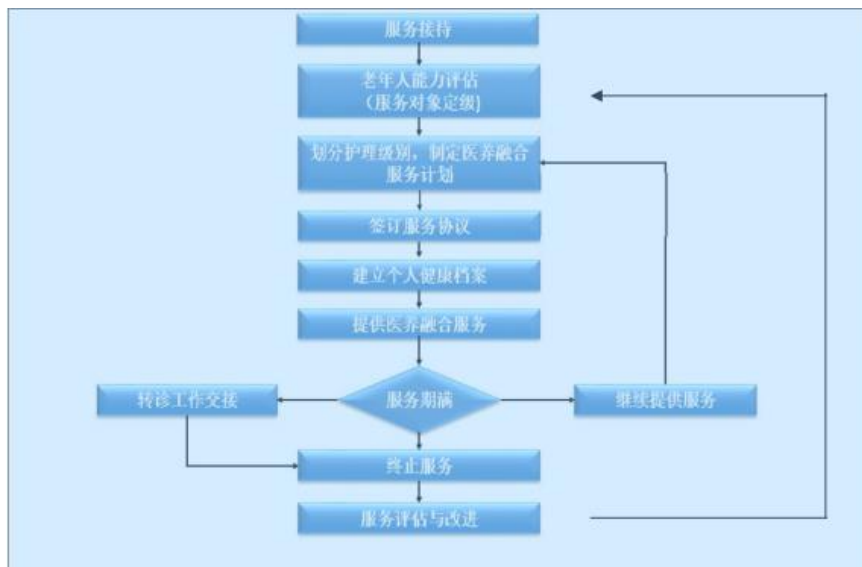 服务接待
老年人能力评估
（服务对象定级)
划分护理级别，制定医养融合
服务计划
签订服务协议
建立个人健康档案
提供医养融合服务
转诊工作交接
服务期满
继续提供服务
终止服务
服务评估与改进